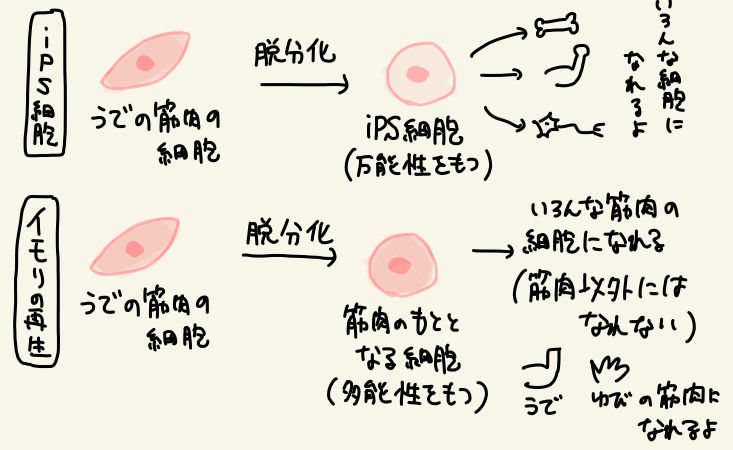 iPS細胞
うでの筋肉の
細胞
脱分化
iPS細胞
(万能性をもつ)
いろんな細胞に
なれるよ
イモリの再生
うでの筋肉の
細胞
脱分化
筋肉のもとと
なる細胞
(多能性をもつ)
いろんな筋肉の
細胞になれる
(筋肉以外には
なれない)
うで
ゆびの筋肉に
なれるよ